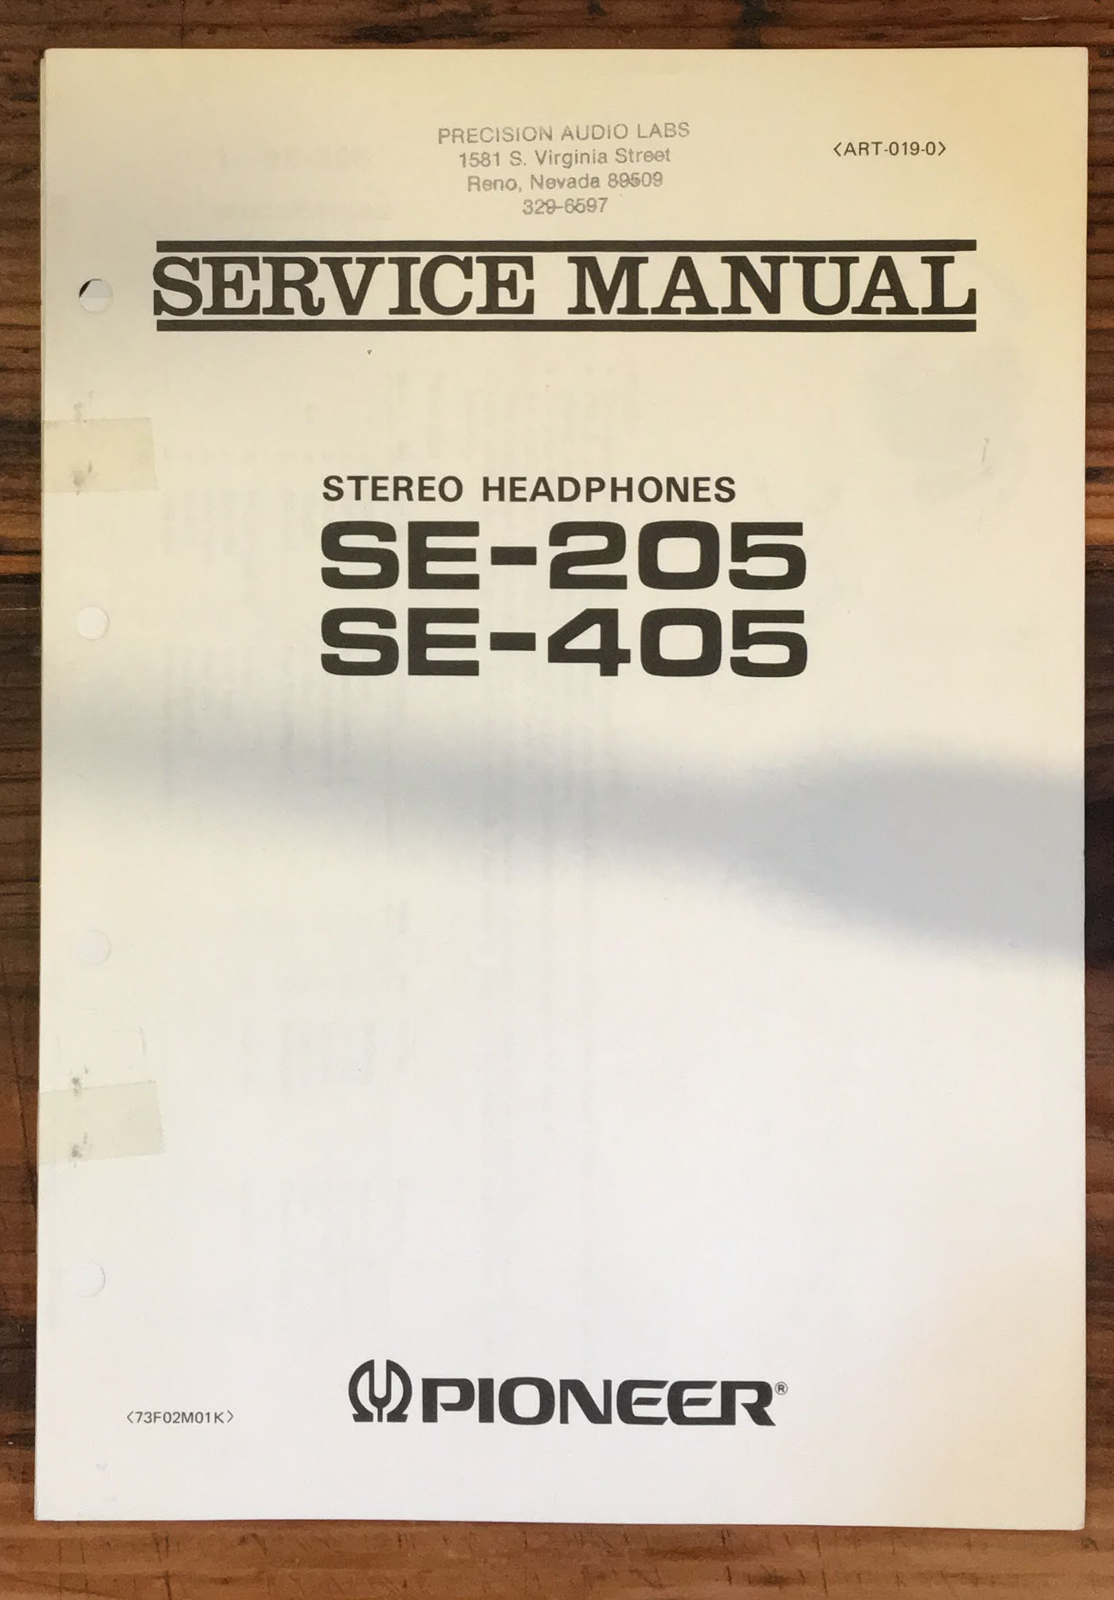 PRECISION AUDIO LABS
1581 S. Virginia Street
Reno, Nevada 89509
329-6597
<ART-019-0>
SERVICE MANUAL
STEREO HEADPHONES
SE-205
SE-405
PIONEER®
<73F02M01K>